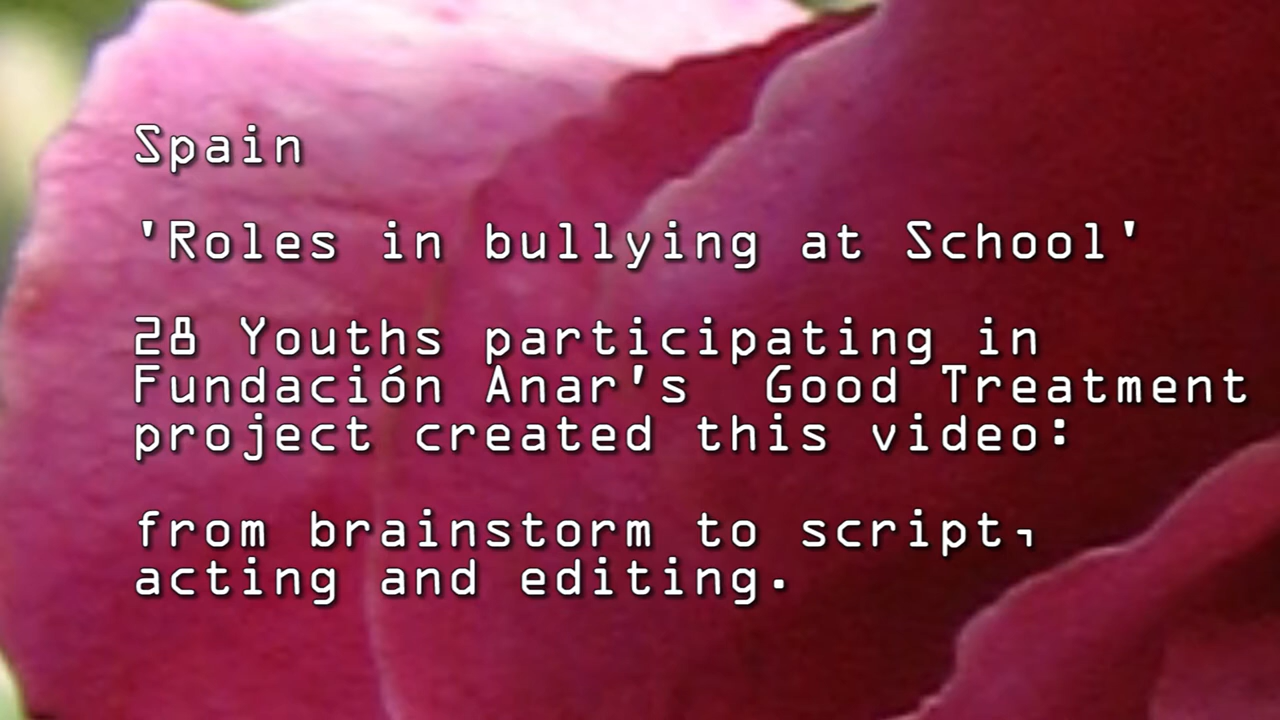 Spain
'Roles in bullying at School'
28 Youths participating in
Fundación Anar's  Good Treatment
project created this video:
from brainstorm to script,
acting and editing.